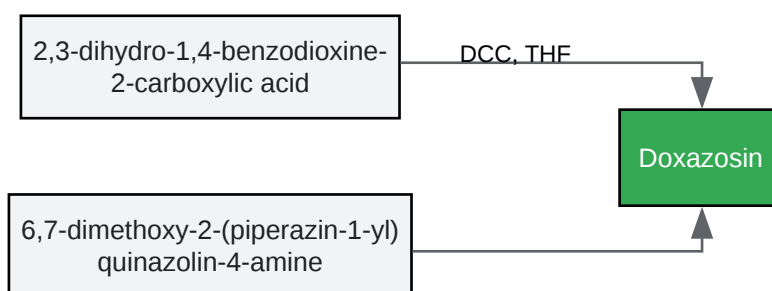 2,3-dihydro-1,4-benzodioxine-
2-carboxylic acid
DCC, THF
Doxazosin
6,7-dimethoxy-2-(piperazin-1-yl)
quinazolin-4-amine